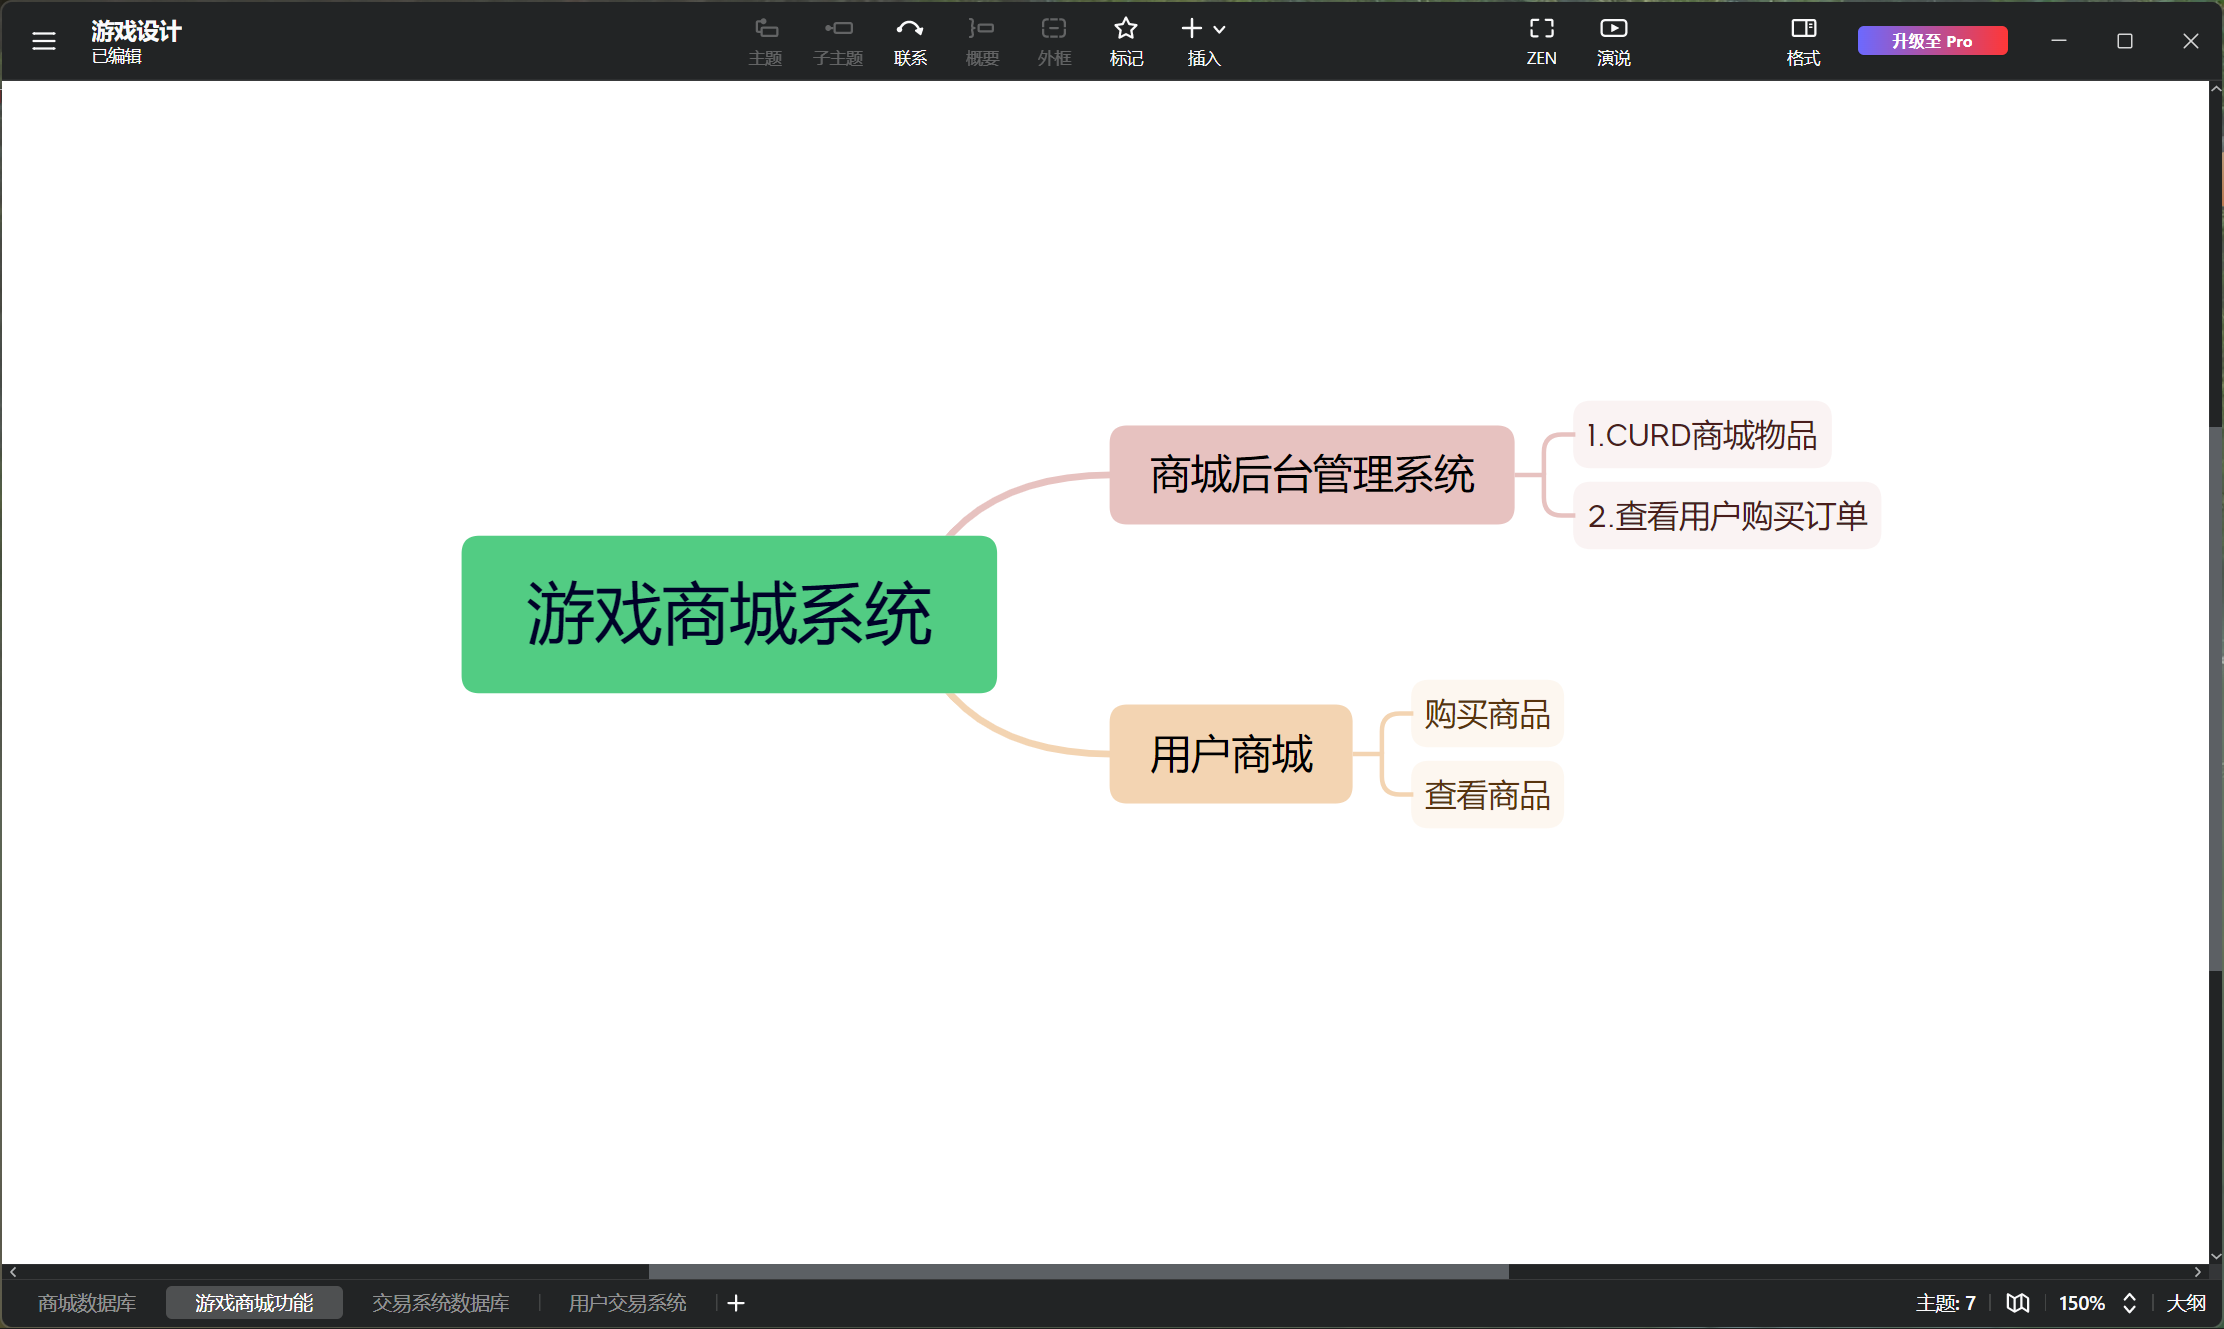 游戏设计
已编辑
主题
子主题
联系
概要
外框
标记
插入
ZEN
演说
格式
升级至 Pro
游戏商城系统
商城后台管理系统
1.CURD商城物品
2.查看用户购买订单
用户商城
购买商品
查看商品
商城数据库
游戏商城功能
交易系统数据库
用户交易系统
主题: 7
150%
大纲